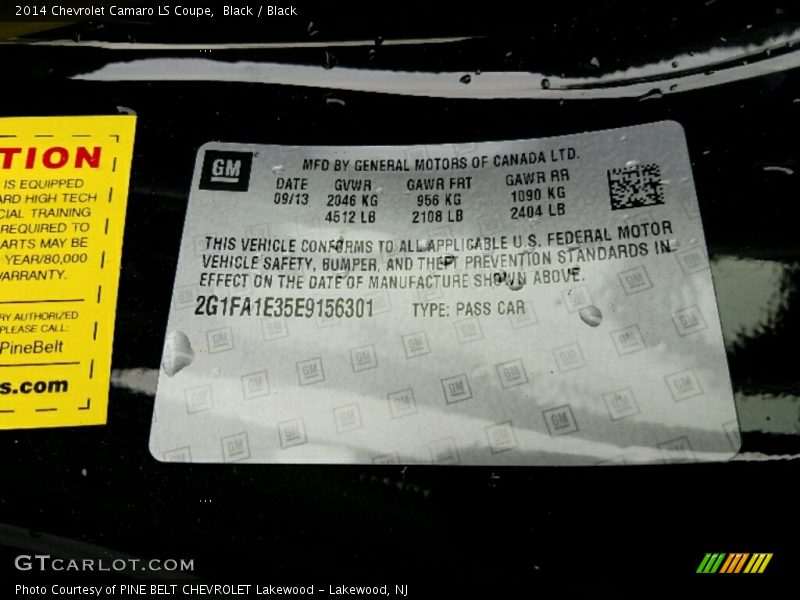 2014 Chevrolet Camaro LS Coupe,  Black / Black
TION
IS EQUIPPED
ARD HIGH TECH
CIAL TRAINING
REQUIRED TO
ARTS MAY BE
YEAR/80,000
WARRANTY.
RY AUTHORIZED
PLEASE CALL:
PineBelt
s.com
GM
MFD BY GENERAL MOTORS OF CANADA LTD.
DATE GVWR GAWR FRT GAWR RR
09/13 2046 KG 956 KG 1090 KG
4512 LB 2108 LB 2404 LB
THIS VEHICLE CONFORMS TO ALL APPLICABLE U.S. FEDERAL MOTOR
VEHICLE SAFETY, BUMPER, AND THEFT PREVENTION STANDARDS IN
EFFECT ON THE DATE OF MANUFACTURE SHOWN ABOVE.
2G1FA1E35E9156301 TYPE: PASS CAR
GTCARLOT.COM
Photo Courtesy of PINE BELT CHEVROLET Lakewood - Lakewood, NJ